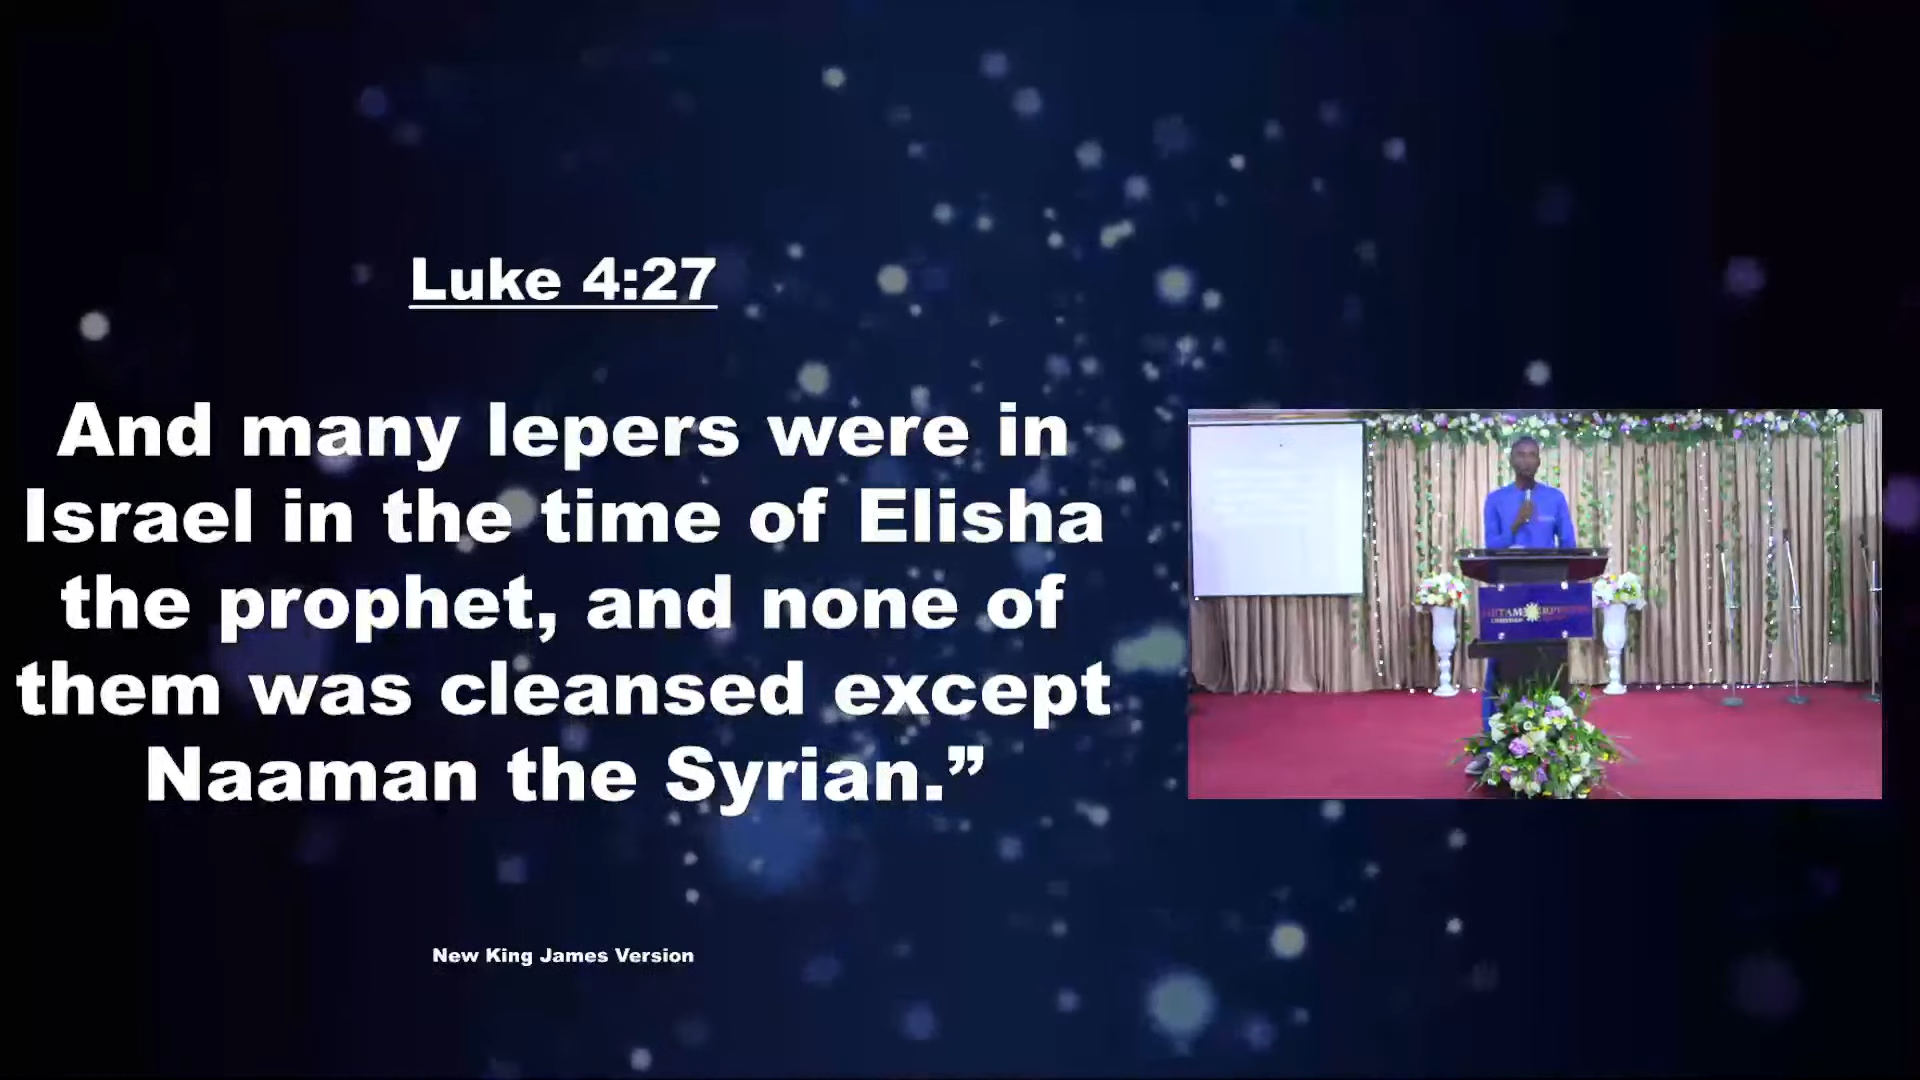 Luke 4:27
And many lepers were in
Israel in the time of Elisha
the prophet, and none of
them was cleansed except
Naaman the Syrian.”
New King James Version